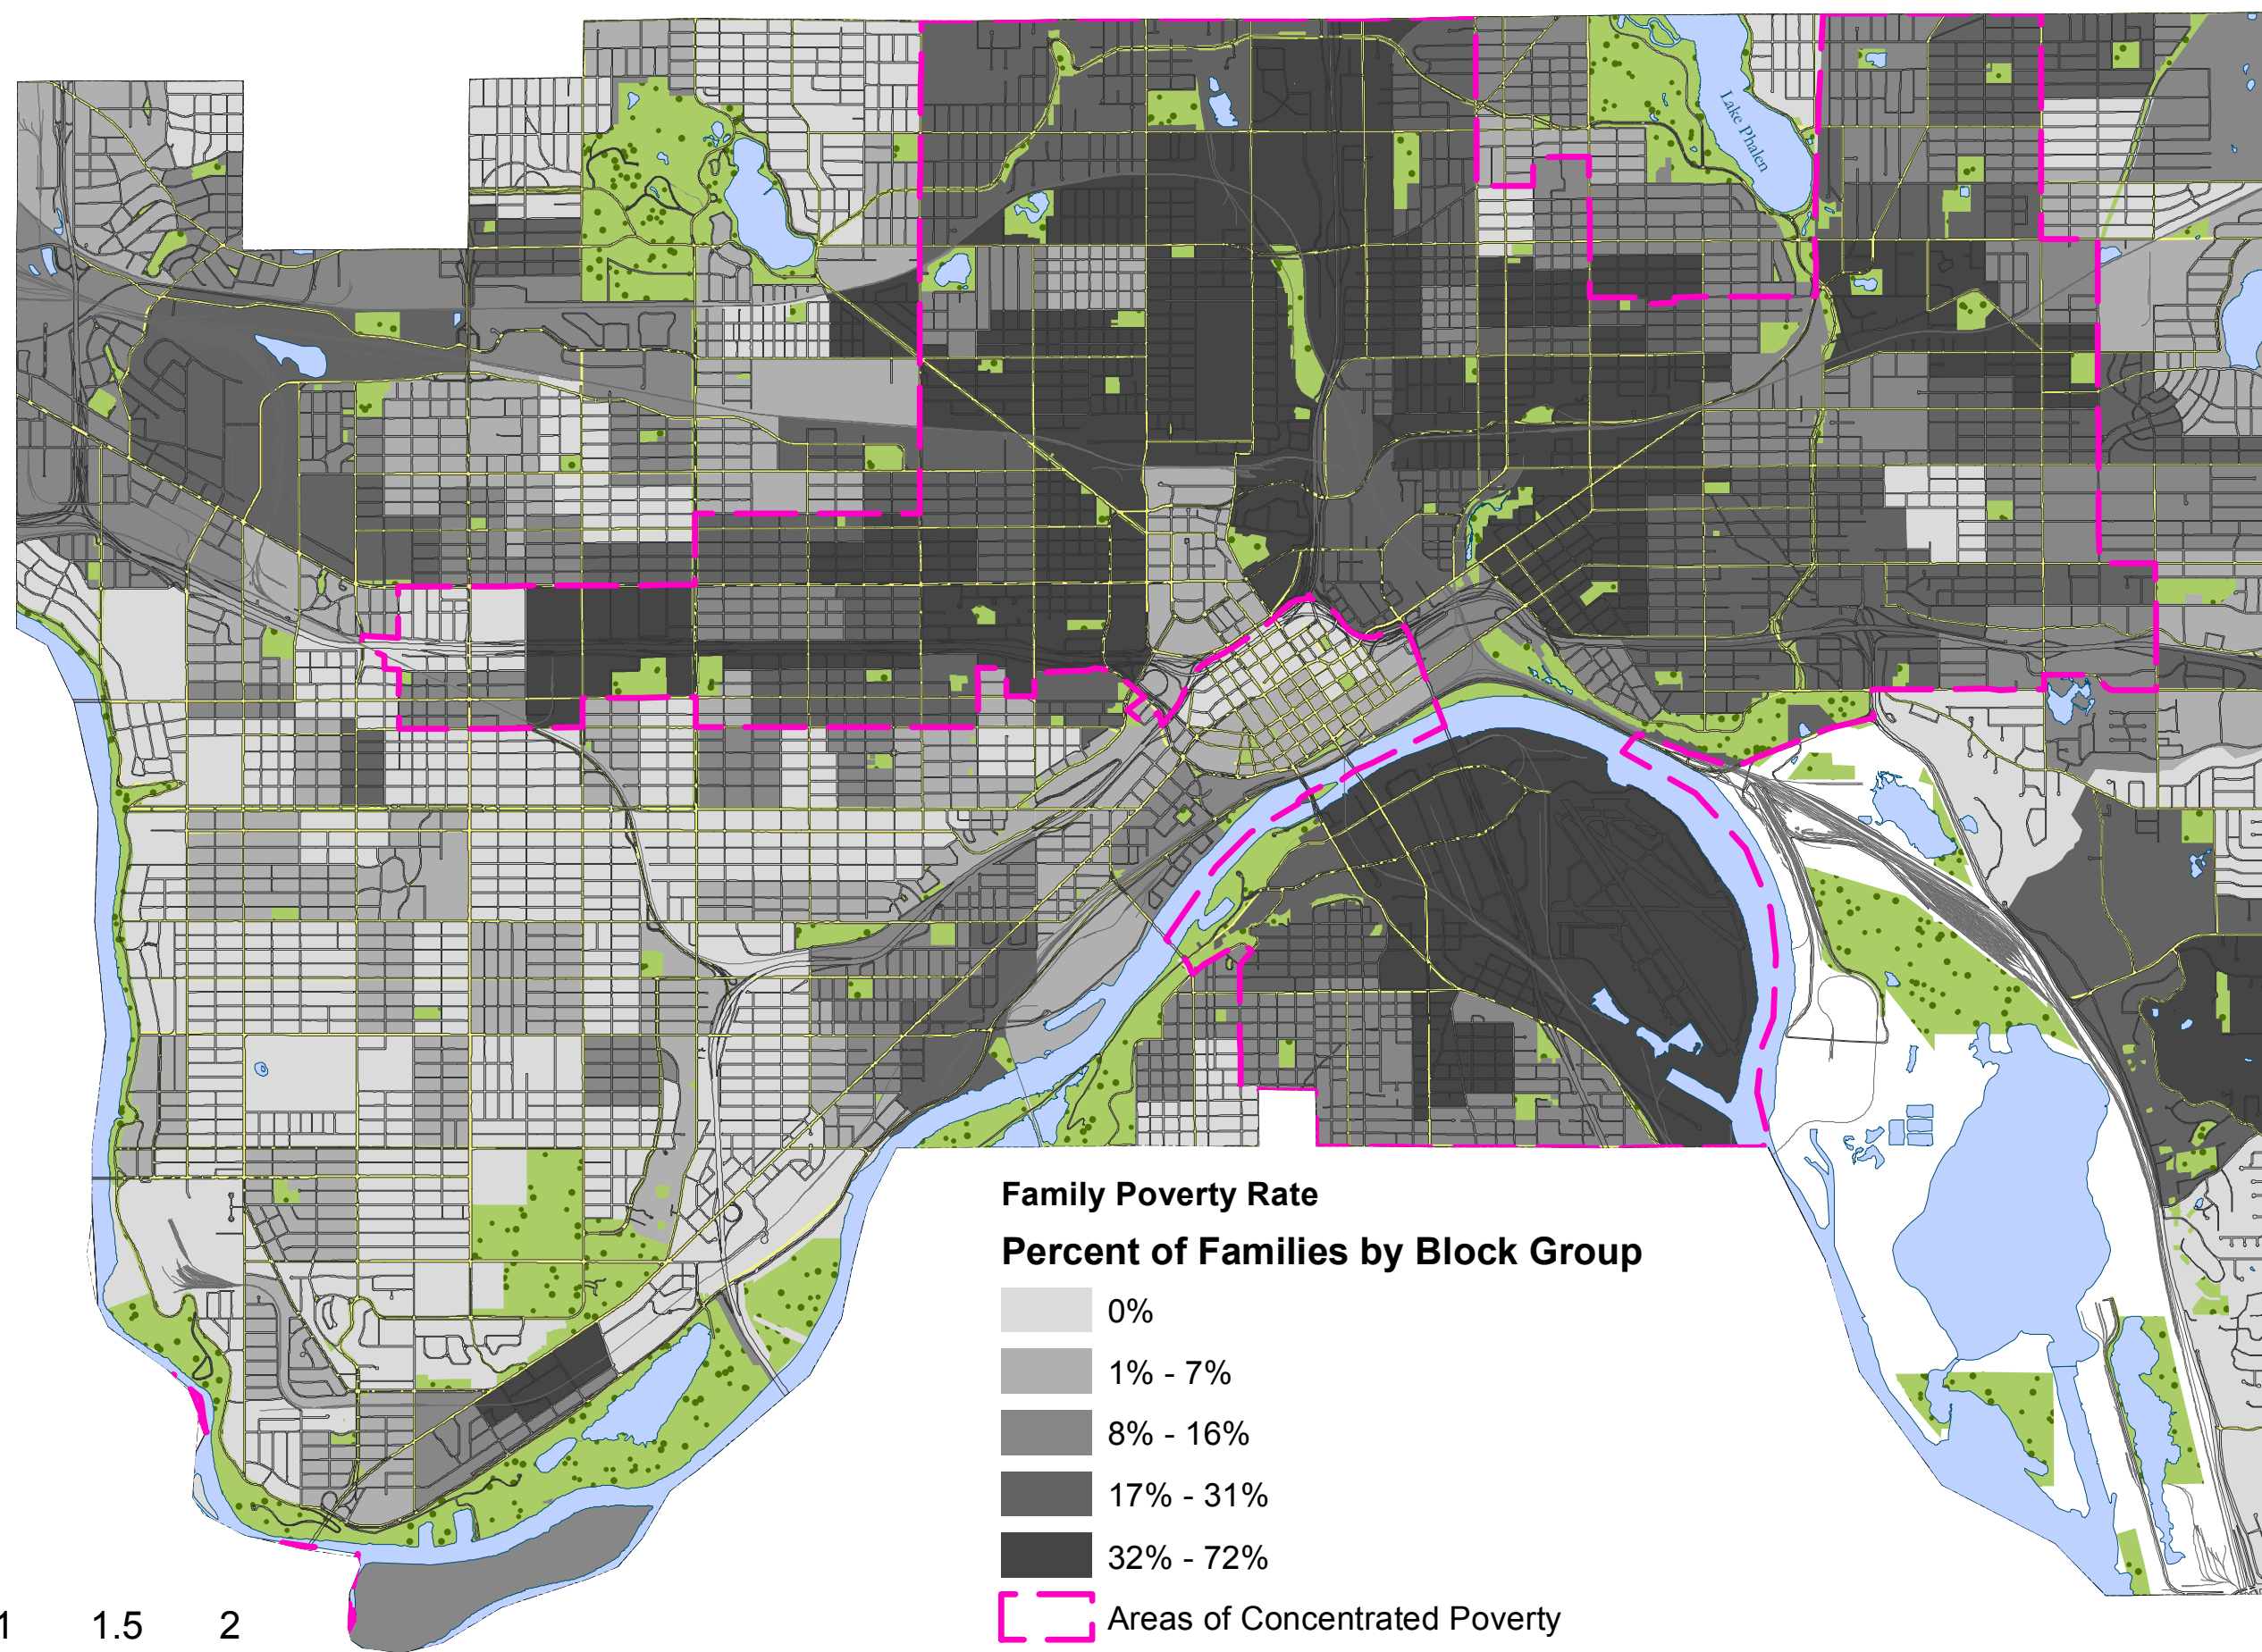 Lake Phalen
Family Poverty Rate
Percent of Families by Block Group
0%
1% - 7%
8% - 16%
17% - 31%
32% - 72%
Areas of Concentrated Poverty
1 1.5 2